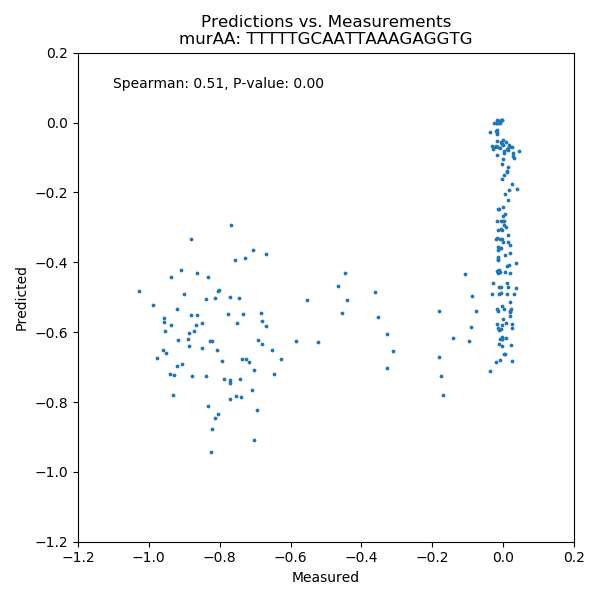 Predictions vs. Measurements
murAA: TTTTTGCAATTAAAGAGGTG
Spearman: 0.51, P-value: 0.00
0.2
0.0
−0.2
−0.4
−0.6
−0.8
−1.0
−1.2
Predicted
−1.2 −1.0 −0.8 −0.6 −0.4 −0.2 0.0 0.2
Measured